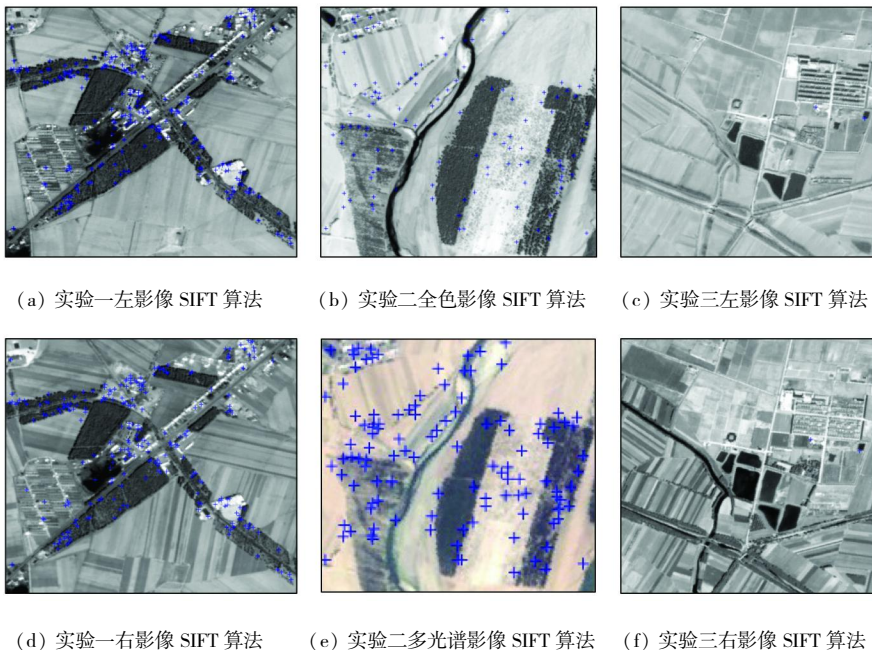 (a) 实验一左影像 SIFT 算法
(b) 实验二全色影像 SIFT 算法
(c) 实验三左影像 SIFT 算法
(d) 实验一右影像 SIFT 算法
(e) 实验二多光谱影像 SIFT 算法
(f) 实验三右影像 SIFT 算法